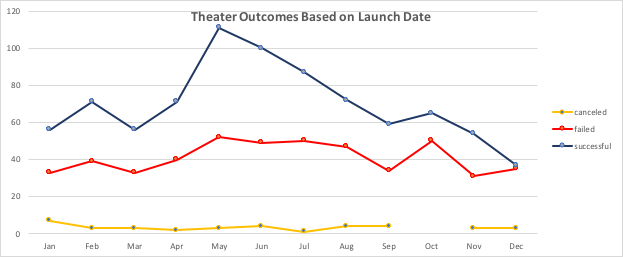 Theater Outcomes Based on Launch Date
120
100
80
60
40
20
0
Jan Feb Mar Apr May Jun Jul Aug Sep Oct Nov Dec
canceled
failed
successful